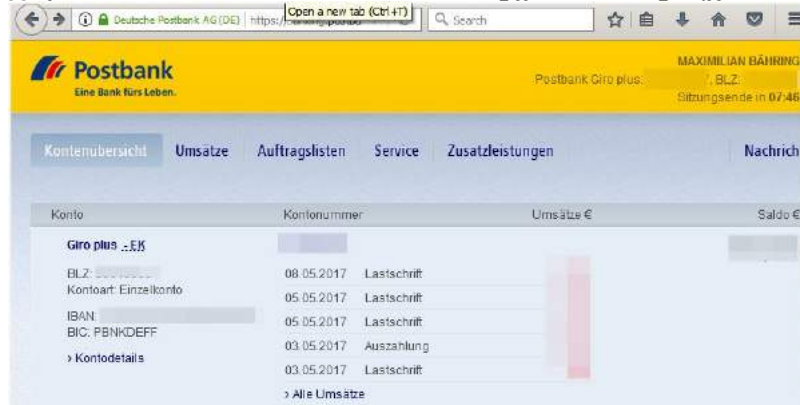 Open a new tab (Ctrl+T)
Deutsche Postbank AG (DE) https:// Search
Postbank
Eine Bank fürs Leben.
MAXIMILIAN BÄHRING
Postbank Giro plus: , BLZ:
Sitzungsende in 07:46
Kontenübersicht Umsätze Auftragslisten Service Zusatzleistungen Nachrich
Konto Kontonummer Umsätze € Saldo €
Giro plus .- EK
BLZ:
Kontoart: Einzelkonto
IBAN:
BIC: PBNKDEFF
› Kontodetails
08.05.2017 Lastschrift
05.05.2017 Lastschrift
05.05.2017 Lastschrift
03.05.2017 Auszahlung
03.05.2017 Lastschrift
› Alle Umsätze